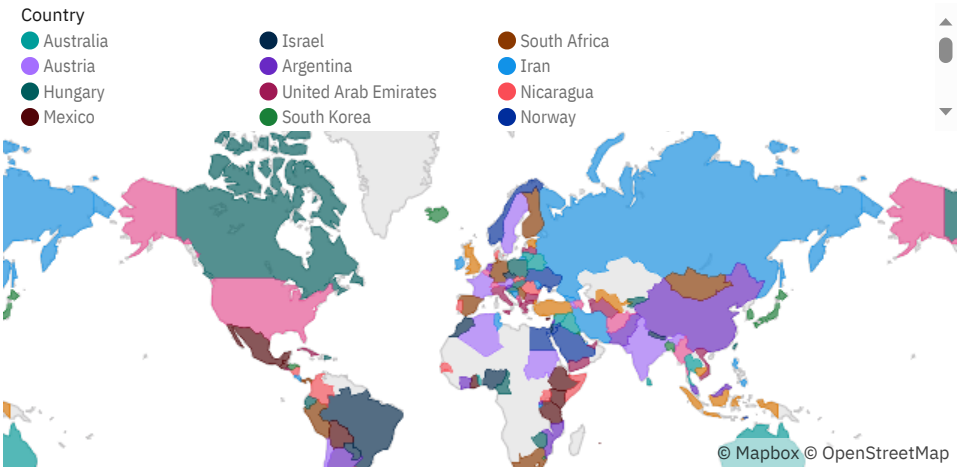 Country
Australia
Austria
Hungary
Mexico
Israel
Argentina
United Arab Emirates
South Korea
South Africa
Iran
Nicaragua
Norway
© Mapbox © OpenStreetMap